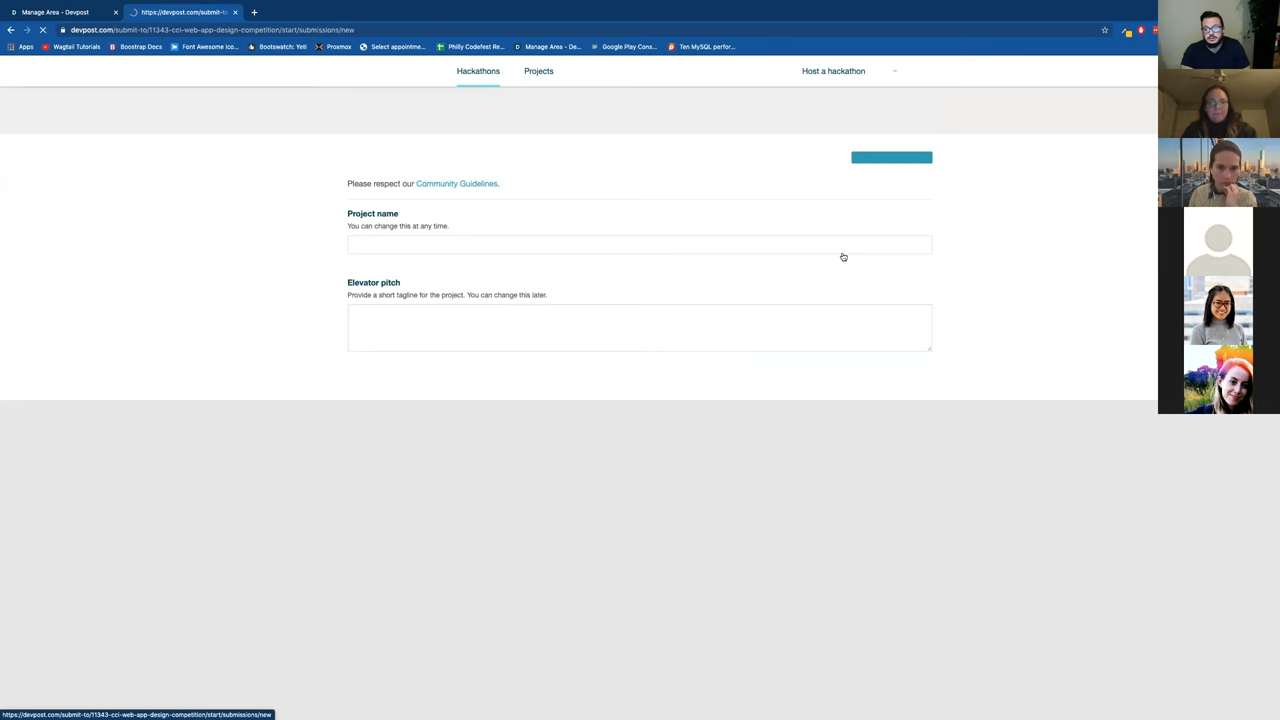 D Manage Area - Devpost
https://devpost.com/submit-to
devpost.com/submit-to/11343-cci-web-app-design-competition/start/submissions/new
Apps Wagtail Tutorials Boostrap Docs Font Awesome Ico... Bootswatch: Yeti Proxmox Select appointme... Philly Codefest Re... D Manage Area - De... Google Play Cons... Ten MySQL perfor...
Hackathons Projects Host a hackathon
Please respect our Community Guidelines.
Project name
You can change this at any time.
Elevator pitch
Provide a short tagline for the project. You can change this later.
https://devpost.com/submit-to/11343-cci-web-app-design-competition/start/submissions/new